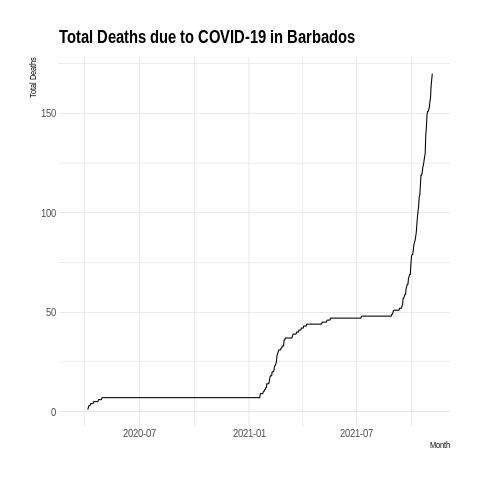 Total Deaths due to COVID-19 in Barbados
Total Deaths
150
100
50
0
2020-07 2021-01 2021-07
Month